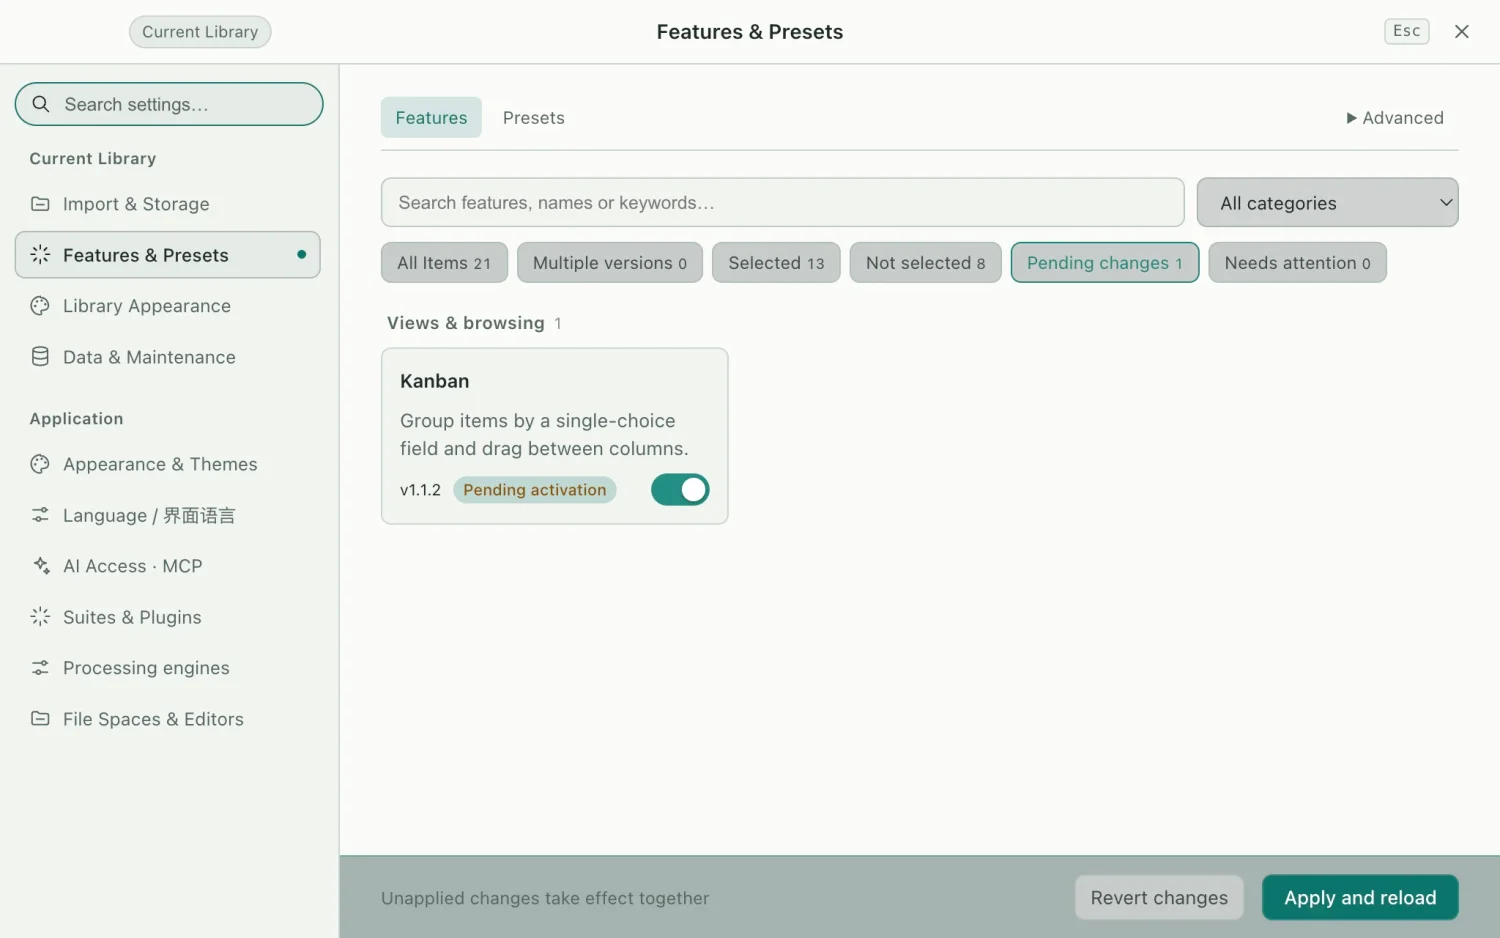 Current Library
Features & Presets
Esc
Search settings…
Current Library
Import & Storage
Features & Presets
Library Appearance
Data & Maintenance
Application
Appearance & Themes
Language / 界面语言
AI Access · MCP
Suites & Plugins
Processing engines
File Spaces & Editors
Features
Presets
Advanced
Search features, names or keywords…
All categories
All Items 21
Multiple versions 0
Selected 13
Not selected 8
Pending changes 1
Needs attention 0
Views & browsing 1
Kanban
Group items by a single-choice
field and drag between columns.
v1.1.2 Pending activation
Unapplied changes take effect together
Revert changes
Apply and reload